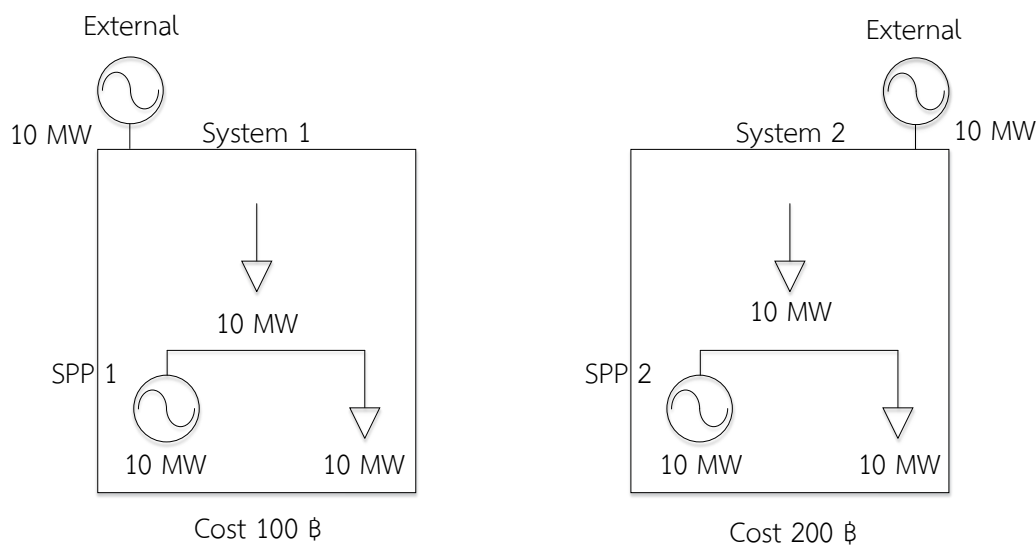 External
10 MW
System 1
10 MW
SPP 1
10 MW
10 MW
Cost 100 ฿
External
10 MW
System 2
10 MW
SPP 2
10 MW
10 MW
Cost 200 ฿